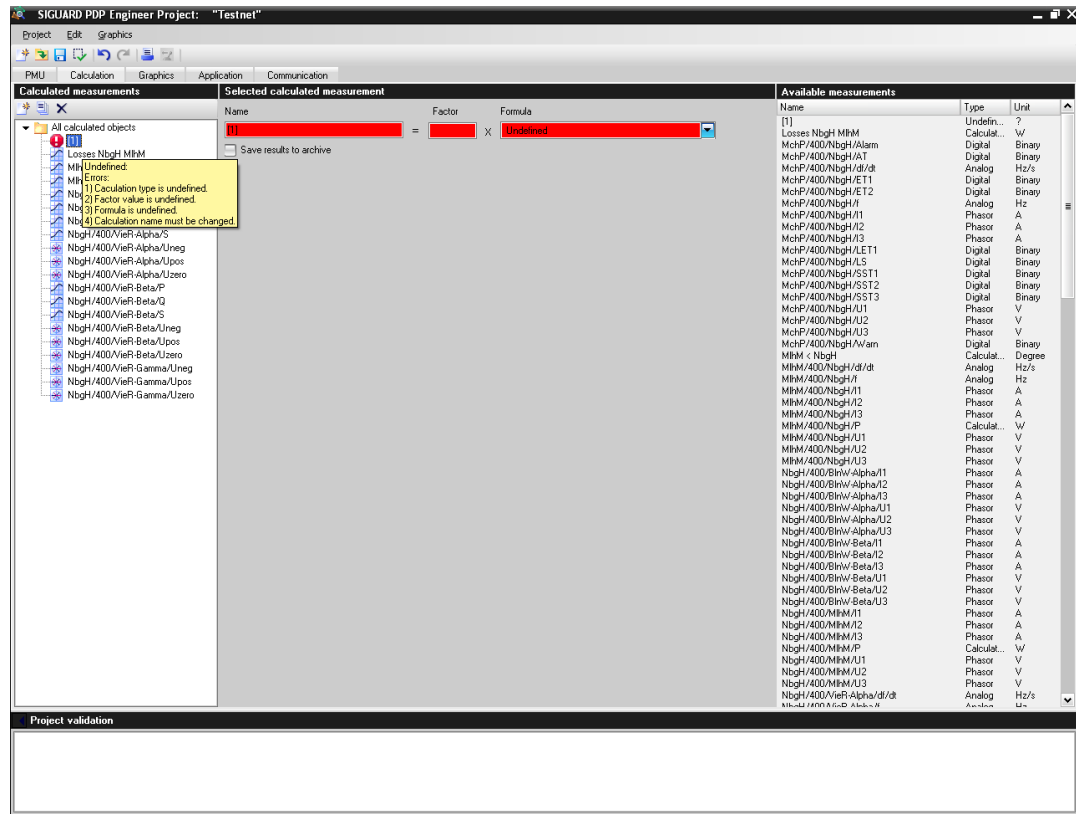 SIGUARD PDP Engineer Project: "Testnet"
Project Edit Graphics
PMU Calculation Graphics Application Communication
Calculated measurements
All calculated objects
[1]
Losses NbgH MlhM
Undefined:
Errors:
1) Caculation type is undefined.
2) Factor value is undefined.
3) Formula is undefined.
4) Calculation name must be changed.
NbgH/400/VieR-Alpha/S
NbgH/400/VieR-Alpha/Uneg
NbgH/400/VieR-Alpha/Upos
NbgH/400/VieR-Alpha/Uzero
NbgH/400/VieR-Beta/P
NbgH/400/VieR-Beta/Q
NbgH/400/VieR-Beta/S
NbgH/400/VieR-Beta/Uneg
NbgH/400/VieR-Beta/Upos
NbgH/400/VieR-Beta/Uzero
NbgH/400/VieR-Gamma/Uneg
NbgH/400/VieR-Gamma/Upos
NbgH/400/VieR-Gamma/Uzero
Selected calculated measurement
Name Factor Formula
[1] = X Undefined
Save results to archive
Available measurements
Name Type Unit
[1] Undefin... ?
Losses NbgH MlhM Calculat... W
MchP/400/NbgH/Alarm Digital Binary
MchP/400/NbgH/AT Digital Binary
MchP/400/NbgH/df/dt Analog Hz/s
MchP/400/NbgH/ET1 Digital Binary
MchP/400/NbgH/ET2 Digital Binary
MchP/400/NbgH/f Analog Hz
MchP/400/NbgH/I1 Phasor A
MchP/400/NbgH/I2 Phasor A
MchP/400/NbgH/I3 Phasor A
MchP/400/NbgH/LET1 Digital Binary
MchP/400/NbgH/LS Digital Binary
MchP/400/NbgH/SST1 Digital Binary
MchP/400/NbgH/SST2 Digital Binary
MchP/400/NbgH/SST3 Digital Binary
MchP/400/NbgH/U1 Phasor V
MchP/400/NbgH/U2 Phasor V
MchP/400/NbgH/U3 Phasor V
MchP/400/NbgH/Warn Digital Binary
MlhM < NbgH Calculat... Degree
MlhM/400/NbgH/df/dt Analog Hz/s
MlhM/400/NbgH/f Analog Hz
MlhM/400/NbgH/I1 Phasor A
MlhM/400/NbgH/I2 Phasor A
MlhM/400/NbgH/I3 Phasor A
MlhM/400/NbgH/P Calculat... W
MlhM/400/NbgH/U1 Phasor V
MlhM/400/NbgH/U2 Phasor V
MlhM/400/NbgH/U3 Phasor V
NbgH/400/BlnW-Alpha/I1 Phasor A
NbgH/400/BlnW-Alpha/I2 Phasor A
NbgH/400/BlnW-Alpha/I3 Phasor A
NbgH/400/BlnW-Alpha/U1 Phasor V
NbgH/400/BlnW-Alpha/U2 Phasor V
NbgH/400/BlnW-Alpha/U3 Phasor V
NbgH/400/BlnW-Beta/I1 Phasor A
NbgH/400/BlnW-Beta/I2 Phasor A
NbgH/400/BlnW-Beta/I3 Phasor A
NbgH/400/BlnW-Beta/U1 Phasor V
NbgH/400/BlnW-Beta/U2 Phasor V
NbgH/400/BlnW-Beta/U3 Phasor V
NbgH/400/MlhM/I1 Phasor A
NbgH/400/MlhM/I2 Phasor A
NbgH/400/MlhM/I3 Phasor A
NbgH/400/MlhM/P Calculat... W
NbgH/400/MlhM/U1 Phasor V
NbgH/400/MlhM/U2 Phasor V
NbgH/400/MlhM/U3 Phasor V
NbgH/400/VieR-Alpha/df/dt Analog Hz/s
Project validation